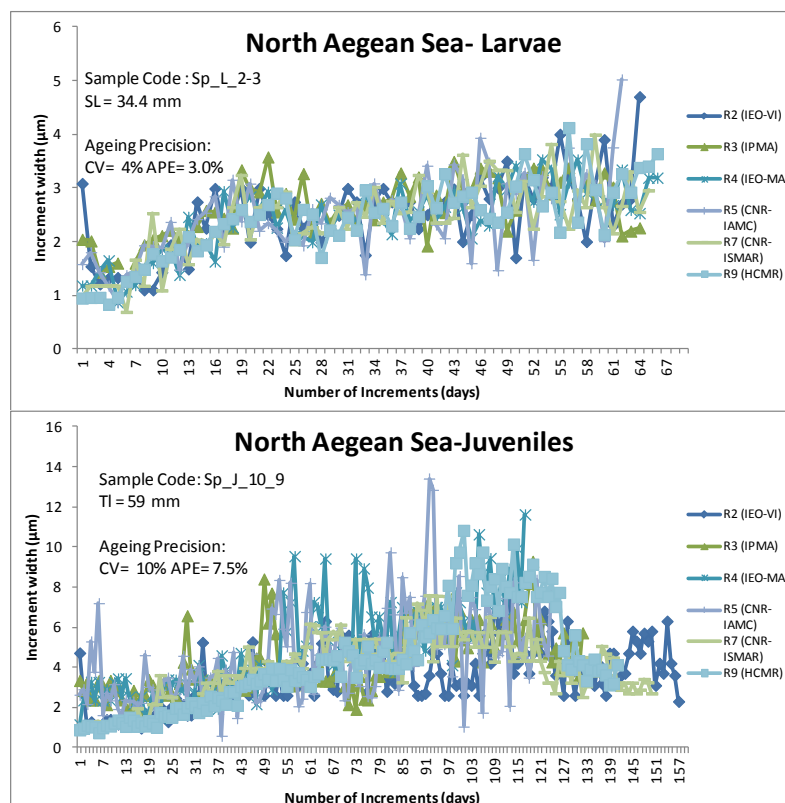 North Aegean Sea- Larvae
Sample Code : Sp_L_2-3
SL = 34.4 mm
Ageing Precision:
CV= 4% APE= 3.0%
Increment width (µm)
6
5
4
3
2
1
0
1 4 7 10 13 16 19 22 25 28 31 34 37 40 43 46 49 52 55 58 61 64 67
Number of Increments (days)
R2 (IEO-VI)
R3 (IPMA)
R4 (IEO-MA)
R5 (CNR-
IAMC)
R7 (CNR-
ISMAR)
R9 (HCMR)
North Aegean Sea-Juveniles
Sample Code: Sp_J_10_9
Tl = 59 mm
Ageing Precision:
CV= 10% APE= 7.5%
Increment width (µm)
16
14
12
10
8
6
4
2
0
1 7 13 19 25 31 37 43 49 55 61 67 73 79 85 91 97 103 109 115 121 127 133 139 145 151 157
Number of Increments (days)
R2 (IEO-VI)
R3 (IPMA)
R4 (IEO-MA)
R5 (CNR-
IAMC)
R7 (CNR-
ISMAR)
R9 (HCMR)